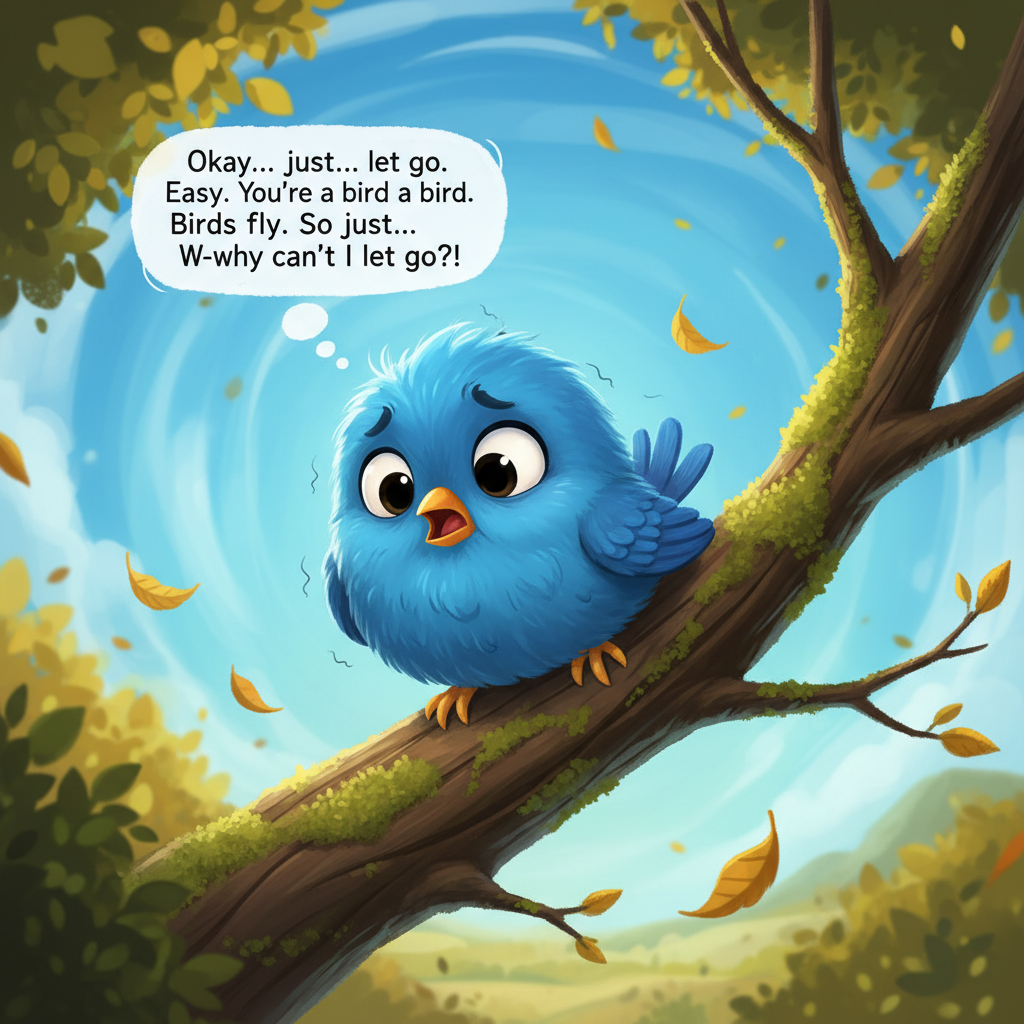 Okay... just... let go.
Easy. You're a bird a bird.
Birds fly. So just...
W-why can't I let go?!